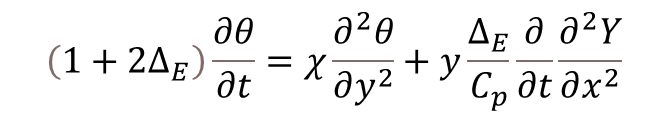 (1 + 2Δ_E) ∂θ/∂t = χ ∂²θ/∂y² + y Δ_E/C_p ∂/∂t ∂²Y/∂x²